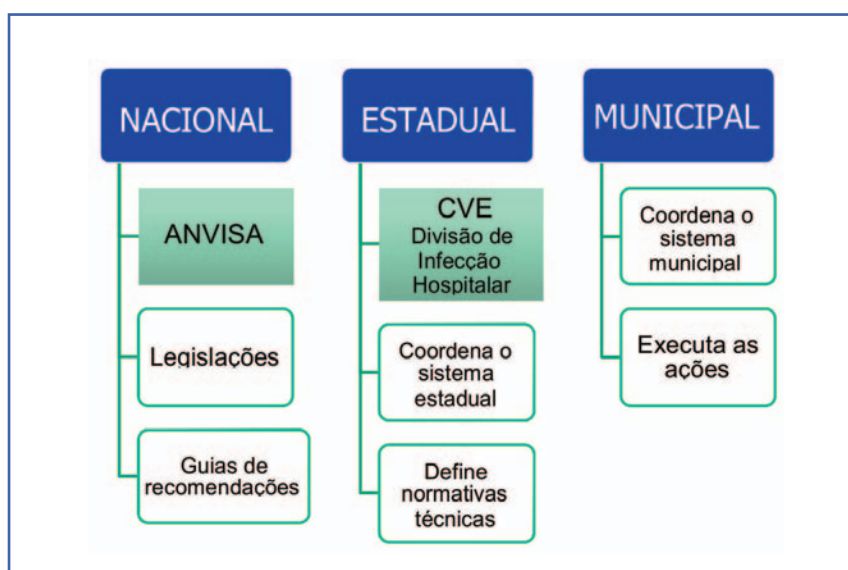 NACIONAL
ANVISA
Legislações
Guias de
recomendações
ESTADUAL
CVE
Divisão de
Infecção
Hospitalar
Coordena o
sistema
estadual
Define
normativas
técnicas
MUNICIPAL
Coordena o
sistema
municipal
Executa as
ações